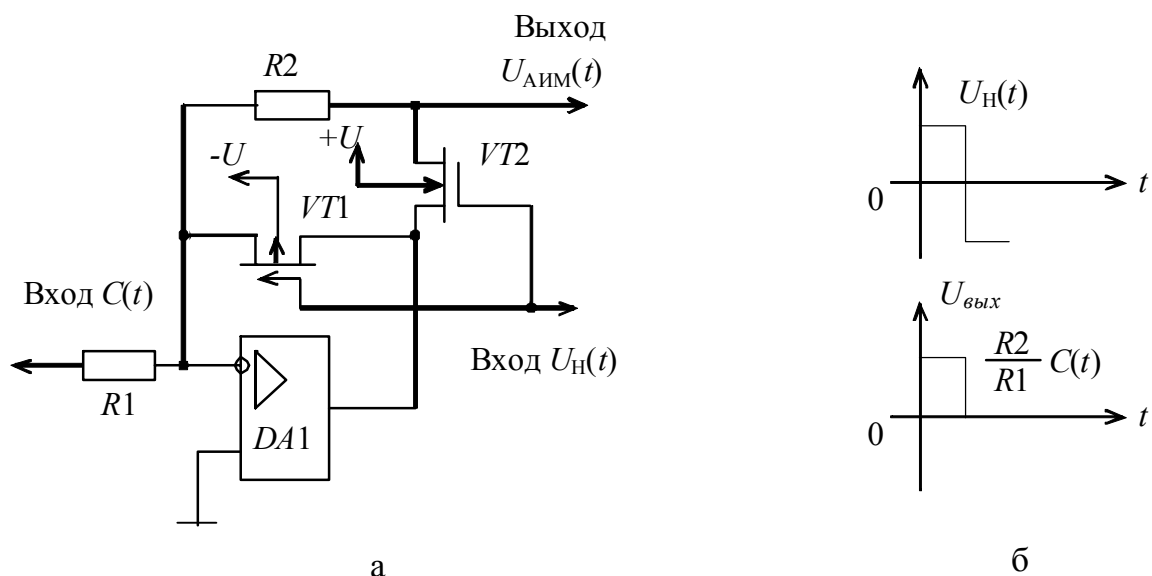 Выход
R2
U_АИМ(t)
+U
VT2
-U
VT1
Вход C(t)
Вход U_Н(t)
R1
DA1
а
U_Н(t)
t
0
U_вых
R2
R1
C(t)
t
0
б